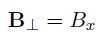 B⊥ = Bx